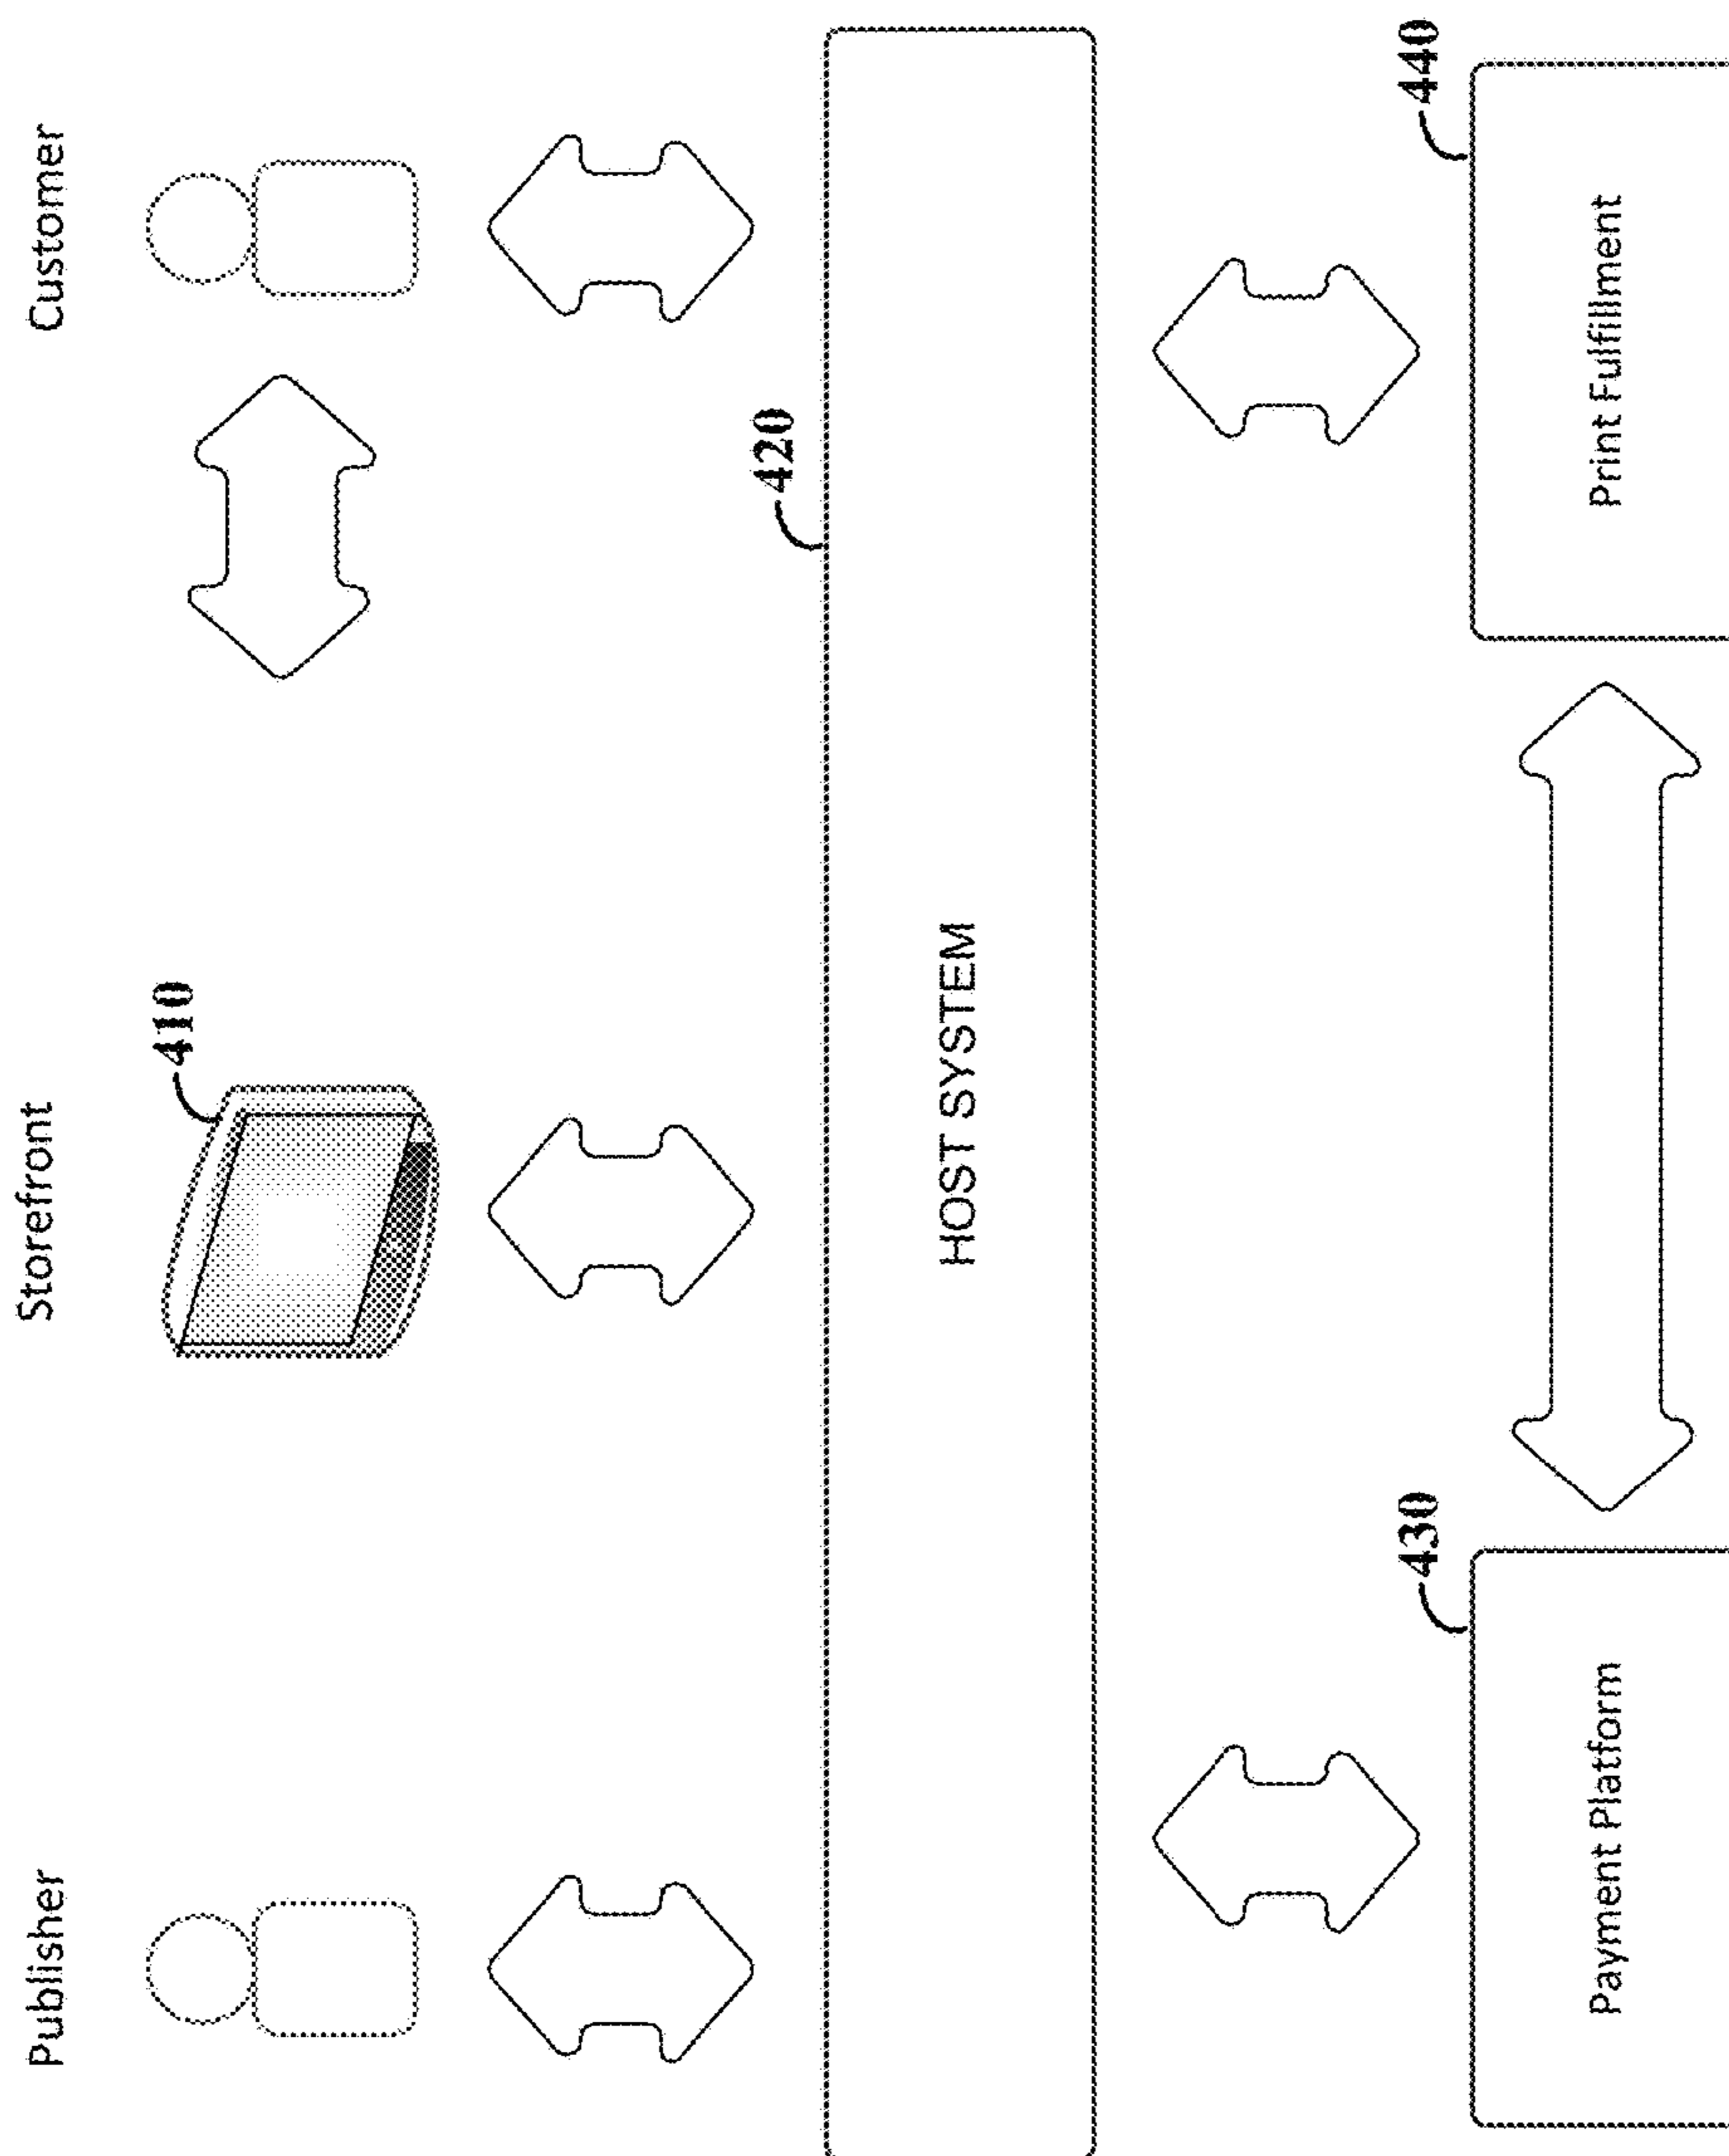 Publisher
Storefront
Customer
410
420
HOST SYSTEM
430
440
Payment Platform
Print Fulfillment